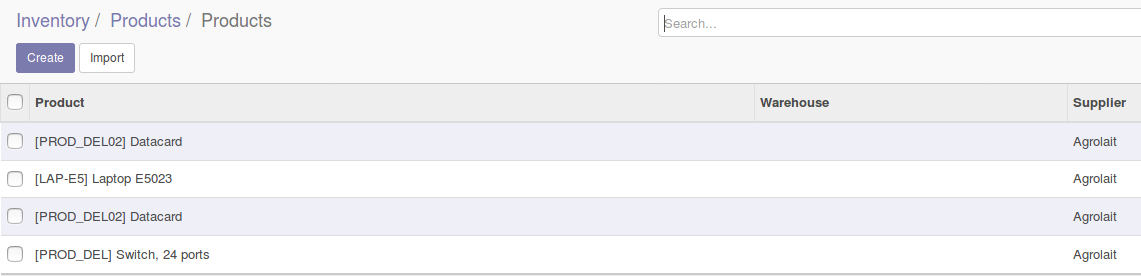 Inventory / Products / Products
Search...
Create Import
Product Warehouse Supplier
[PROD_DEL02] Datacard Agrolait
[LAP-E5] Laptop E5023 Agrolait
[PROD_DEL02] Datacard Agrolait
[PROD_DEL] Switch, 24 ports Agrolait